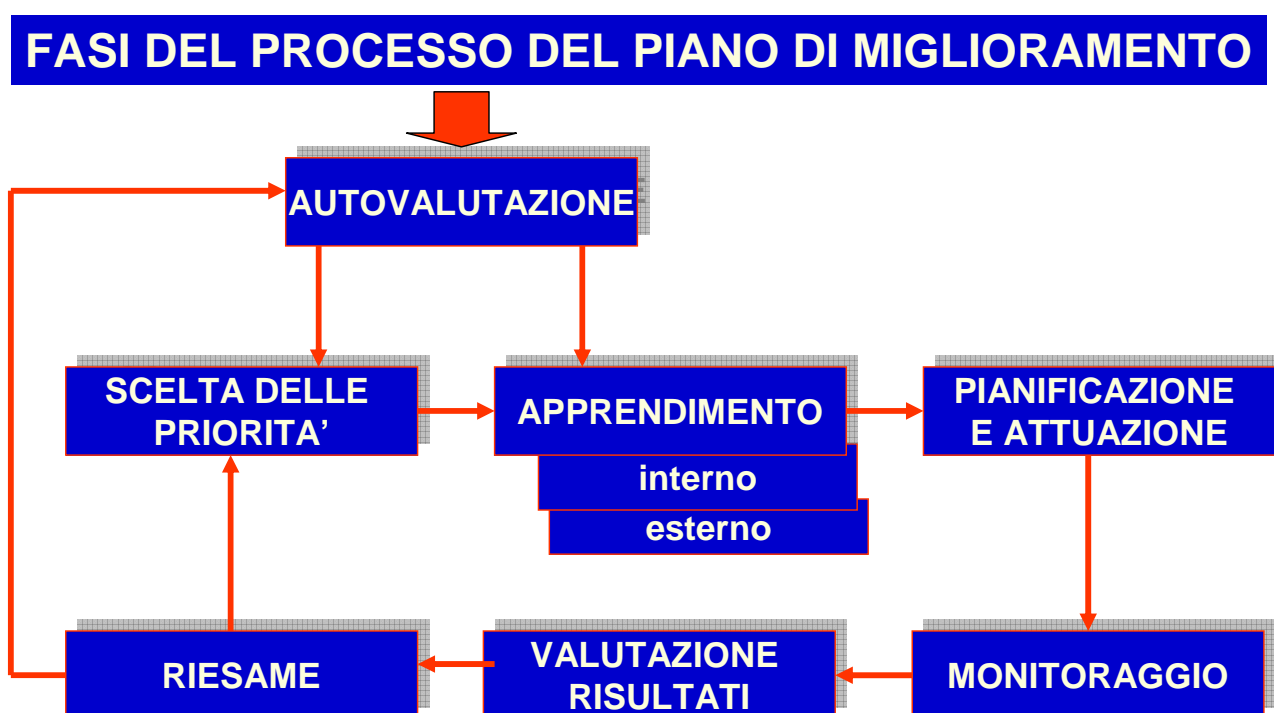 FASI DEL PROCESSO DEL PIANO DI MIGLIORAMENTO
AUTOVALUTAZIONE
SCELTA DELLE
PRIORITA’
APPRENDIMENTO
interno
esterno
PIANIFICAZIONE
E ATTUAZIONE
RIESAME
VALUTAZIONE
RISULTATI
MONITORAGGIO